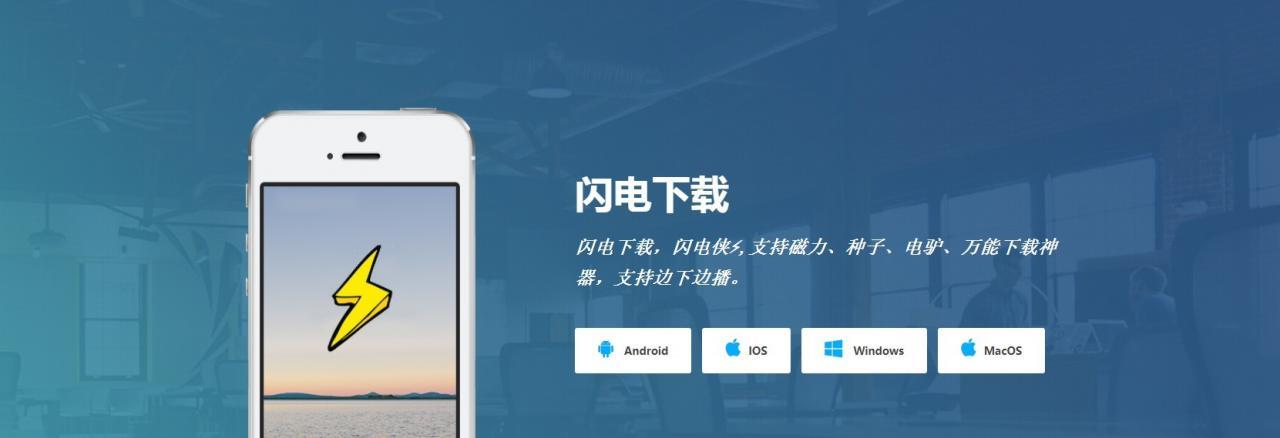 闪电下载
闪电下载，闪电侠⚡,支持磁力、种子、电驴、万能下载神
器，支持边下边播。
Android
IOS
Windows
MacOS